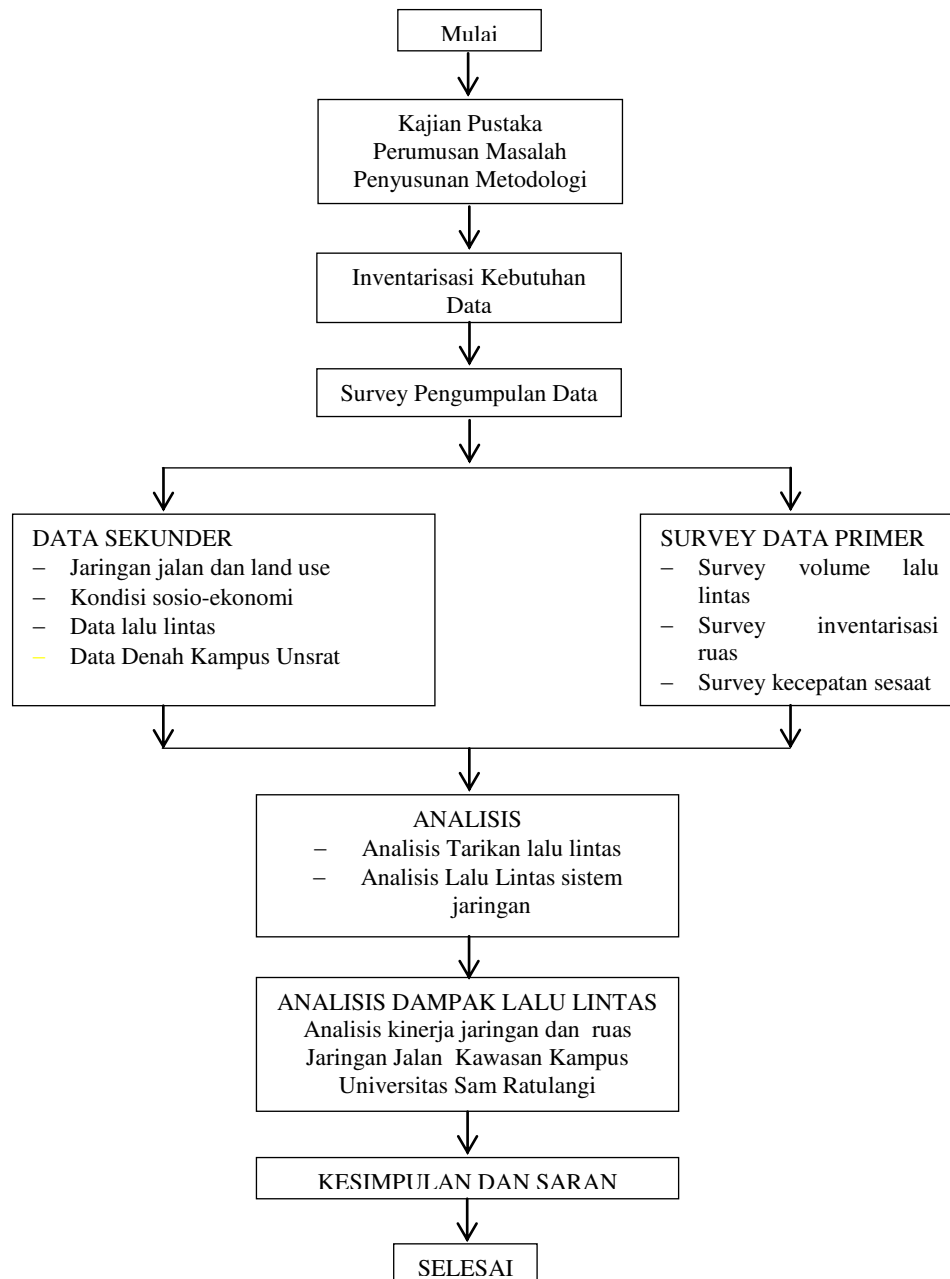 Mulai
Kajian Pustaka
Perumusan Masalah
Penyusunan Metodologi
Inventarisasi Kebutuhan
Data
Survey Pengumpulan Data
DATA SEKUNDER
– Jaringan jalan dan land use
– Kondisi sosio-ekonomi
– Data lalu lintas
– Data Denah Kampus Unsrat
SURVEY DATA PRIMER
– Survey volume lalu
lintas
– Survey inventarisasi
ruas
– Survey kecepatan sesaat
ANALISIS
– Analisis Tarikan lalu lintas
– Analisis Lalu Lintas sistem
jaringan
ANALISIS DAMPAK LALU LINTAS
Analisis kinerja jaringan dan ruas
Jaringan Jalan Kawasan Kampus
Universitas Sam Ratulangi
KESIMPULAN DAN SARAN
SELESAI